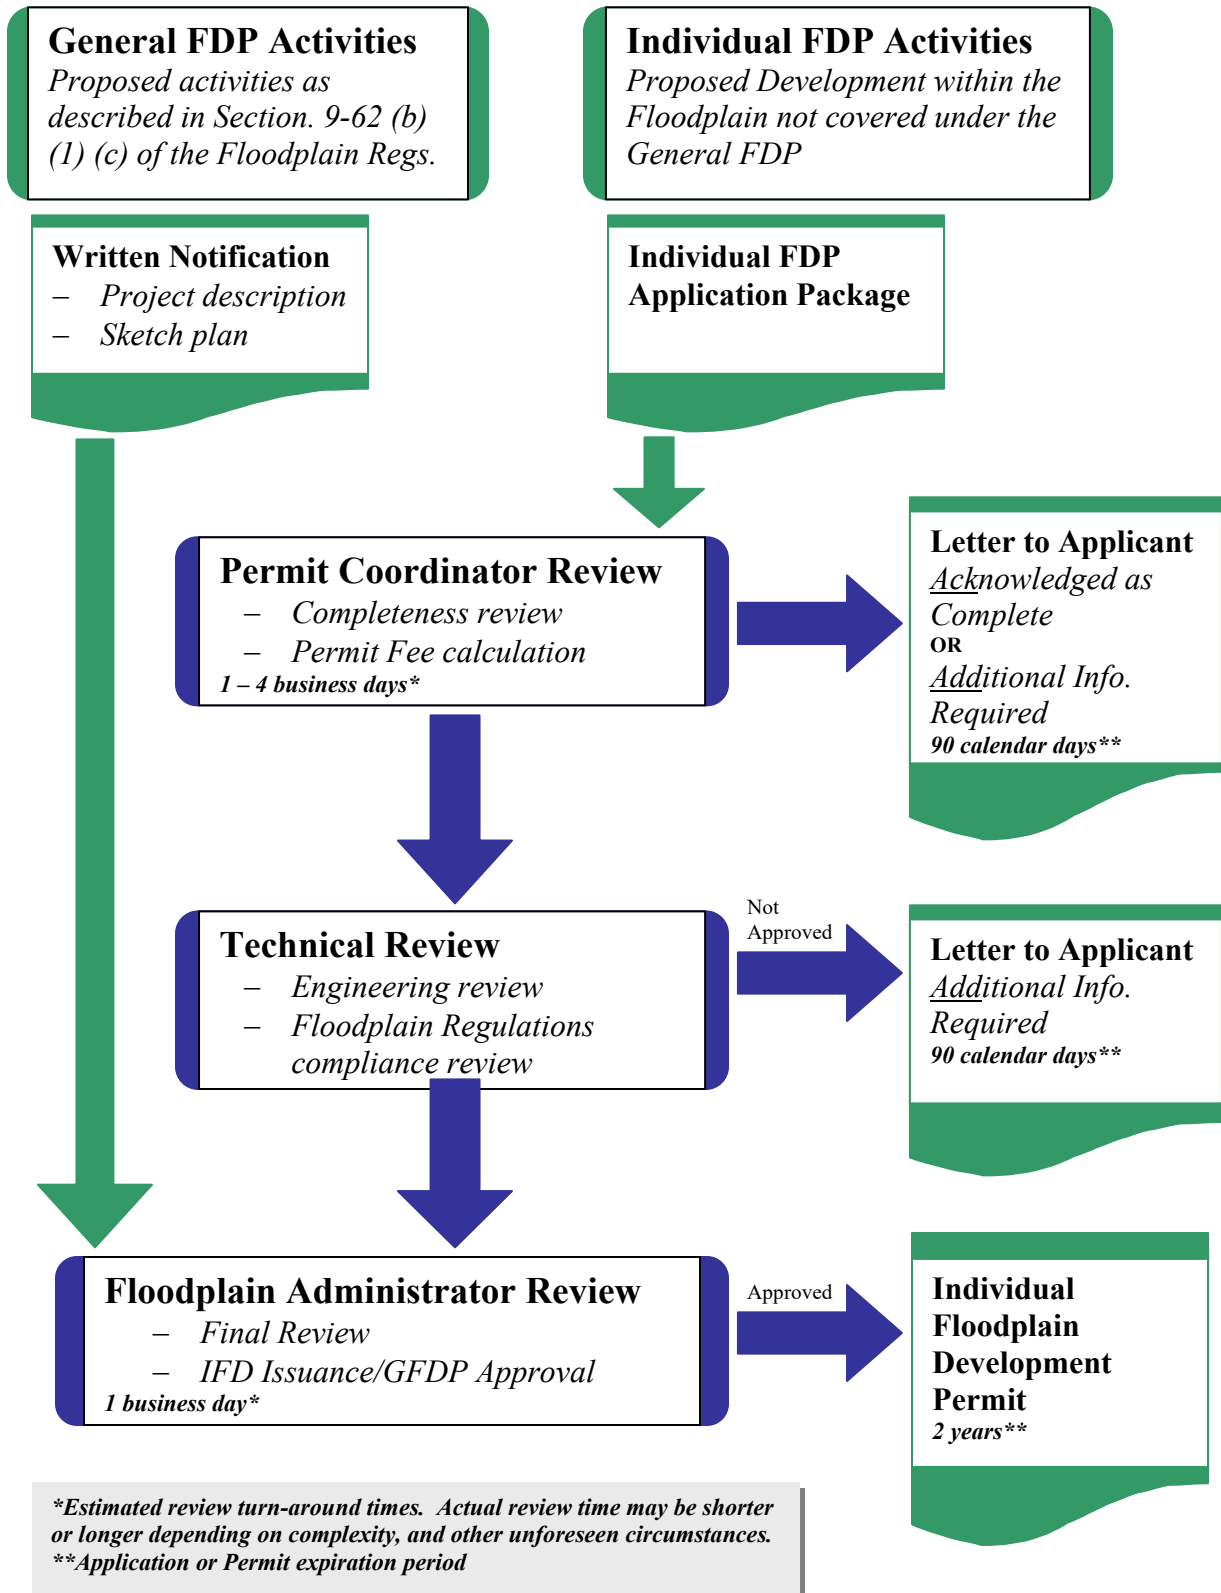 General FDP Activities
Proposed activities as
described in Section. 9-62 (b)
(1) (c) of the Floodplain Regs.
Individual FDP Activities
Proposed Development within the
Floodplain not covered under the
General FDP
Written Notification
– Project description
– Sketch plan
Individual FDP
Application Package
Permit Coordinator Review
– Completeness review
– Permit Fee calculation
1 – 4 business days*
Letter to Applicant
Acknowledged as
Complete
OR
Additional Info.
Required
90 calendar days**
Technical Review
– Engineering review
– Floodplain Regulations
compliance review
Not
Approved
Letter to Applicant
Additional Info.
Required
90 calendar days**
Floodplain Administrator Review
– Final Review
– IFD Issuance/GFDP Approval
1 business day*
Approved
Individual
Floodplain
Development
Permit
2 years**
*Estimated review turn-around times.  Actual review time may be shorter
or longer depending on complexity, and other unforeseen circumstances.
**Application or Permit expiration period